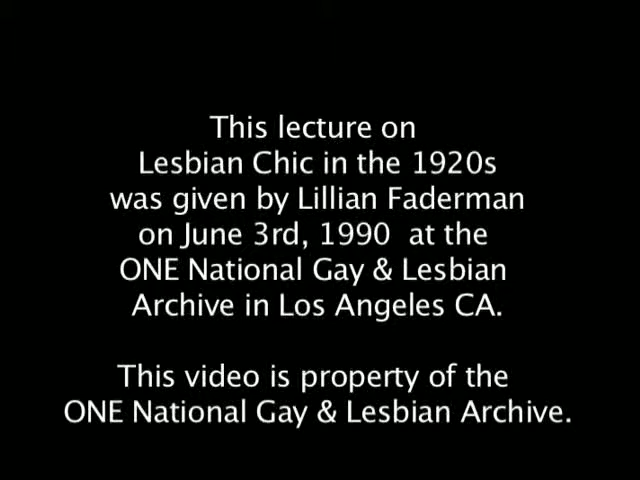 This lecture on
Lesbian Chic in the 1920s
was given by Lillian Faderman
on June 3rd, 1990 at the
ONE National Gay & Lesbian
Archive in Los Angeles CA.
This video is property of the
ONE National Gay & Lesbian Archive.